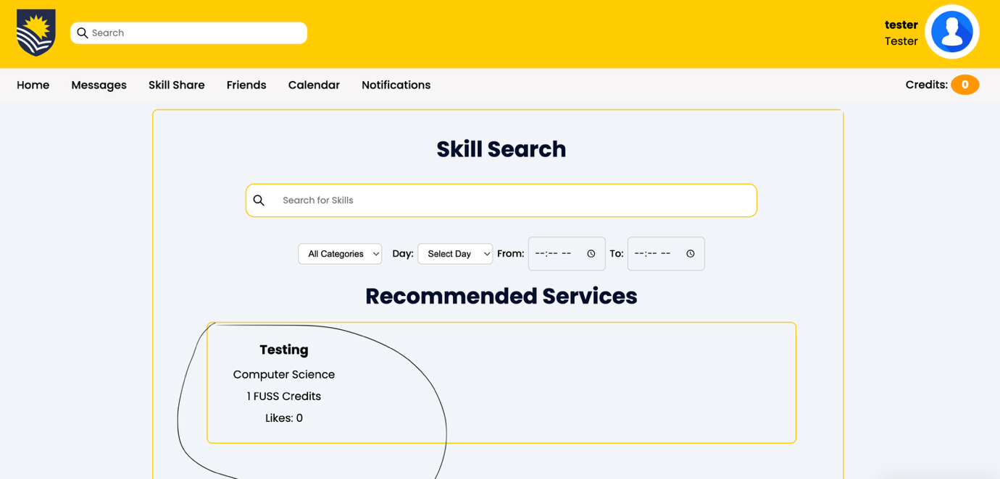 Search
tester
Tester
Home Messages Skill Share Friends Calendar Notifications Credits: 0
Skill Search
Search for Skills
All Categories Day: Select Day From: --:-- -- To: --:-- --
Recommended Services
Testing
Computer Science
1 FUSS Credits
Likes: 0